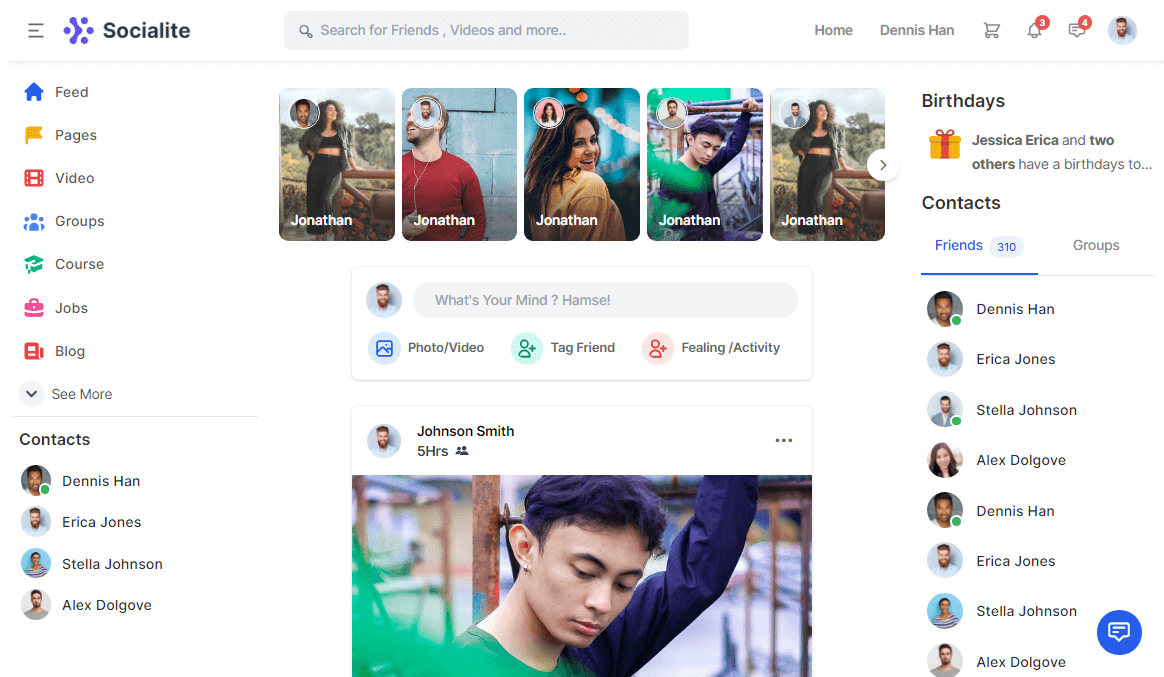 Socialite
Search for Friends , Videos and more..
Home
Dennis Han
3
4
Feed
Pages
Video
Groups
Course
Jobs
Blog
See More
Contacts
Dennis Han
Erica Jones
Stella Johnson
Alex Dolgove
Jonathan
Jonathan
Jonathan
Jonathan
Jonathan
What's Your Mind ? Hamse!
Photo/Video
Tag Friend
Fealing /Activity
Johnson Smith
5Hrs
Birthdays
Jessica Erica and two
others have a birthdays to...
Contacts
Friends 310
Groups
Dennis Han
Erica Jones
Stella Johnson
Alex Dolgove
Dennis Han
Erica Jones
Stella Johnson
Alex Dolgove